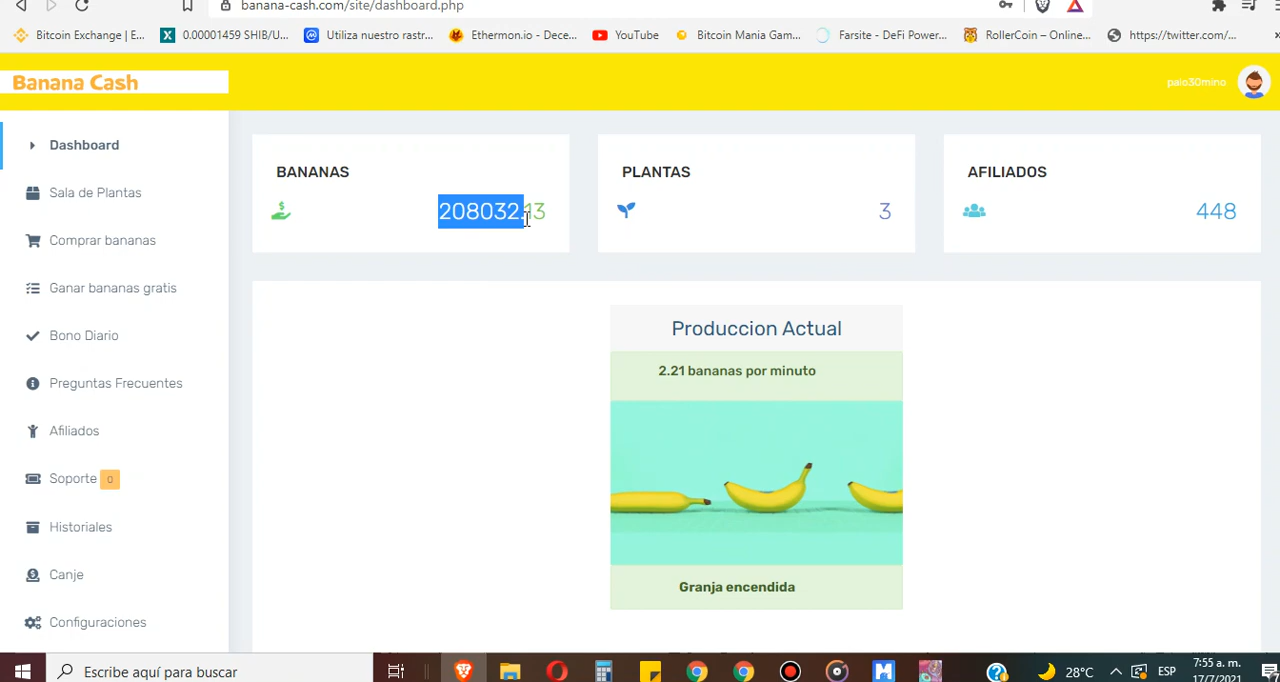 banana-cash.com/site/dashboard.php
Bitcoin Exchange | E...
0.00001459 SHIB/U...
Utiliza nuestro rastr...
Ethermon.io - Dece...
YouTube
Bitcoin Mania Gam...
Farsite - DeFi Power...
RollerCoin – Online...
https://twitter.com/...
Banana Cash
palo30mino
Dashboard
Sala de Plantas
Comprar bananas
Ganar bananas gratis
Bono Diario
Preguntas Frecuentes
Afiliados
Soporte 0
Historiales
Canje
Configuraciones
BANANAS
208032.13
PLANTAS
3
AFILIADOS
448
Produccion Actual
2.21 bananas por minuto
Granja encendida
Escribe aquí para buscar
28°C
ESP
7:55 a. m.
17/7/2021